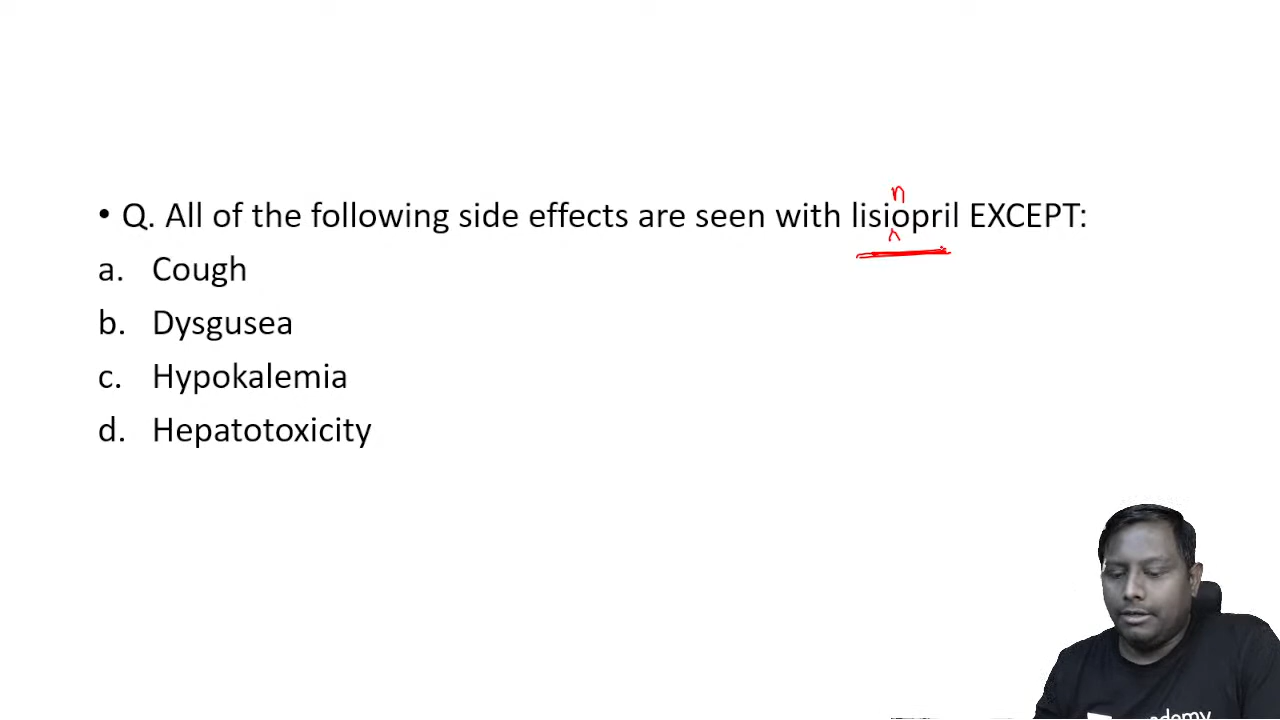 n
• Q. All of the following side effects are seen with lisiopril EXCEPT:
a. Cough
b. Dysgusea
c. Hypokalemia
d. Hepatotoxicity